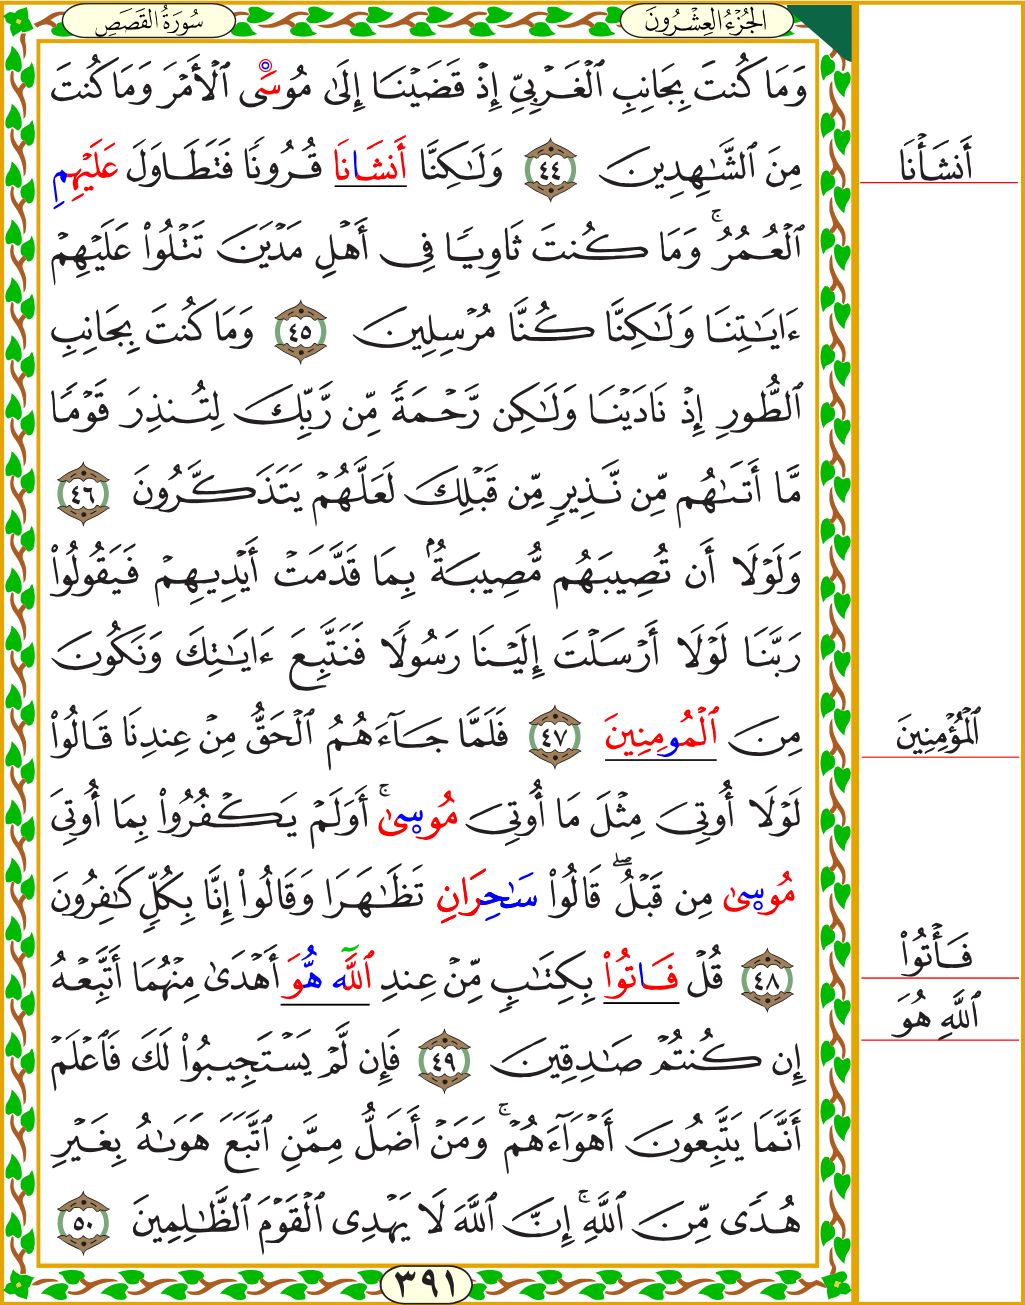 الجُزْءُ العِشْرُونَ
سُورَةُ القَصَصِ
وَمَا كُنتَ بِجَانِبِ ٱلْغَرْبِيِّ إِذْ قَضَيْنَا إِلَىٰ مُوسَى ٱلْأَمْرَ وَمَا كُنتَ
مِنَ ٱلشَّٰهِدِينَ ٤٤ وَلَٰكِنَّا أَنشَانَا قُرُونًا فَتَطَاوَلَ عَلَيْهِمِ
ٱلْعُمُرُ ۚ وَمَا كُنتَ ثَاوِيًا فِي أَهْلِ مَدْيَنَ تَتْلُوا۟ عَلَيْهِمْ
ءَايَٰتِنَا وَلَٰكِنَّا كُنَّا مُرْسِلِينَ ٤٥ وَمَا كُنتَ بِجَانِبِ
ٱلطُّورِ إِذْ نَادَيْنَا وَلَٰكِن رَّحْمَةً مِّن رَّبِّكَ لِتُنذِرَ قَوْمًا
مَّا أَتَىٰهُم مِّن نَّذِيرٍ مِّن قَبْلِكَ لَعَلَّهُمْ يَتَذَكَّرُونَ ٤٦
وَلَوْلَا أَن تُصِيبَهُم مُّصِيبَةٌۢ بِمَا قَدَّمَتْ أَيْدِيهِمْ فَيَقُولُوا۟
رَبَّنَا لَوْلَا أَرْسَلْتَ إِلَيْنَا رَسُولًا فَنَتَّبِعَ ءَايَٰتِكَ وَنَكُونَ
مِنَ ٱلْمُومِنِينَ ٤٧ فَلَمَّا جَآءَهُمُ ٱلْحَقُّ مِنْ عِندِنَا قَالُوا۟
لَوْلَا أُوتِيَ مِثْلَ مَا أُوتِيَ مُوسَىٰ ۚ أَوَلَمْ يَكْفُرُوا۟ بِمَا أُوتِيَ
مُوسَىٰ مِن قَبْلُ ۖ قَالُوا۟ سَٰحِرَانِ تَظَٰهَرَا وَقَالُوا۟ إِنَّا بِكُلٍّ كَٰفِرُونَ
٤٨ قُلْ فَاتُوا۟ بِكِتَٰبٍ مِّنْ عِندِ ٱللَّه هُّوَ أَهْدَىٰ مِنْهُمَا أَتَّبِعْهُ
إِن كُنتُمْ صَٰدِقِينَ ٤٩ فَإِن لَّمْ يَسْتَجِيبُوا۟ لَكَ فَٱعْلَمْ
أَنَّمَا يَتَّبِعُونَ أَهْوَآءَهُمْ ۚ وَمَنْ أَضَلُّ مِمَّنِ ٱتَّبَعَ هَوَىٰهُ بِغَيْرِ
هُدًى مِّنَ ٱللَّهِ ۚ إِنَّ ٱللَّهَ لَا يَهْدِى ٱلْقَوْمَ ٱلظَّٰلِمِينَ ٥٠
٣٩١
أَنشَأْنَا
ٱلْمُؤْمِنِينَ
فَأْتُوا۟
ٱللَّهِ هُوَ